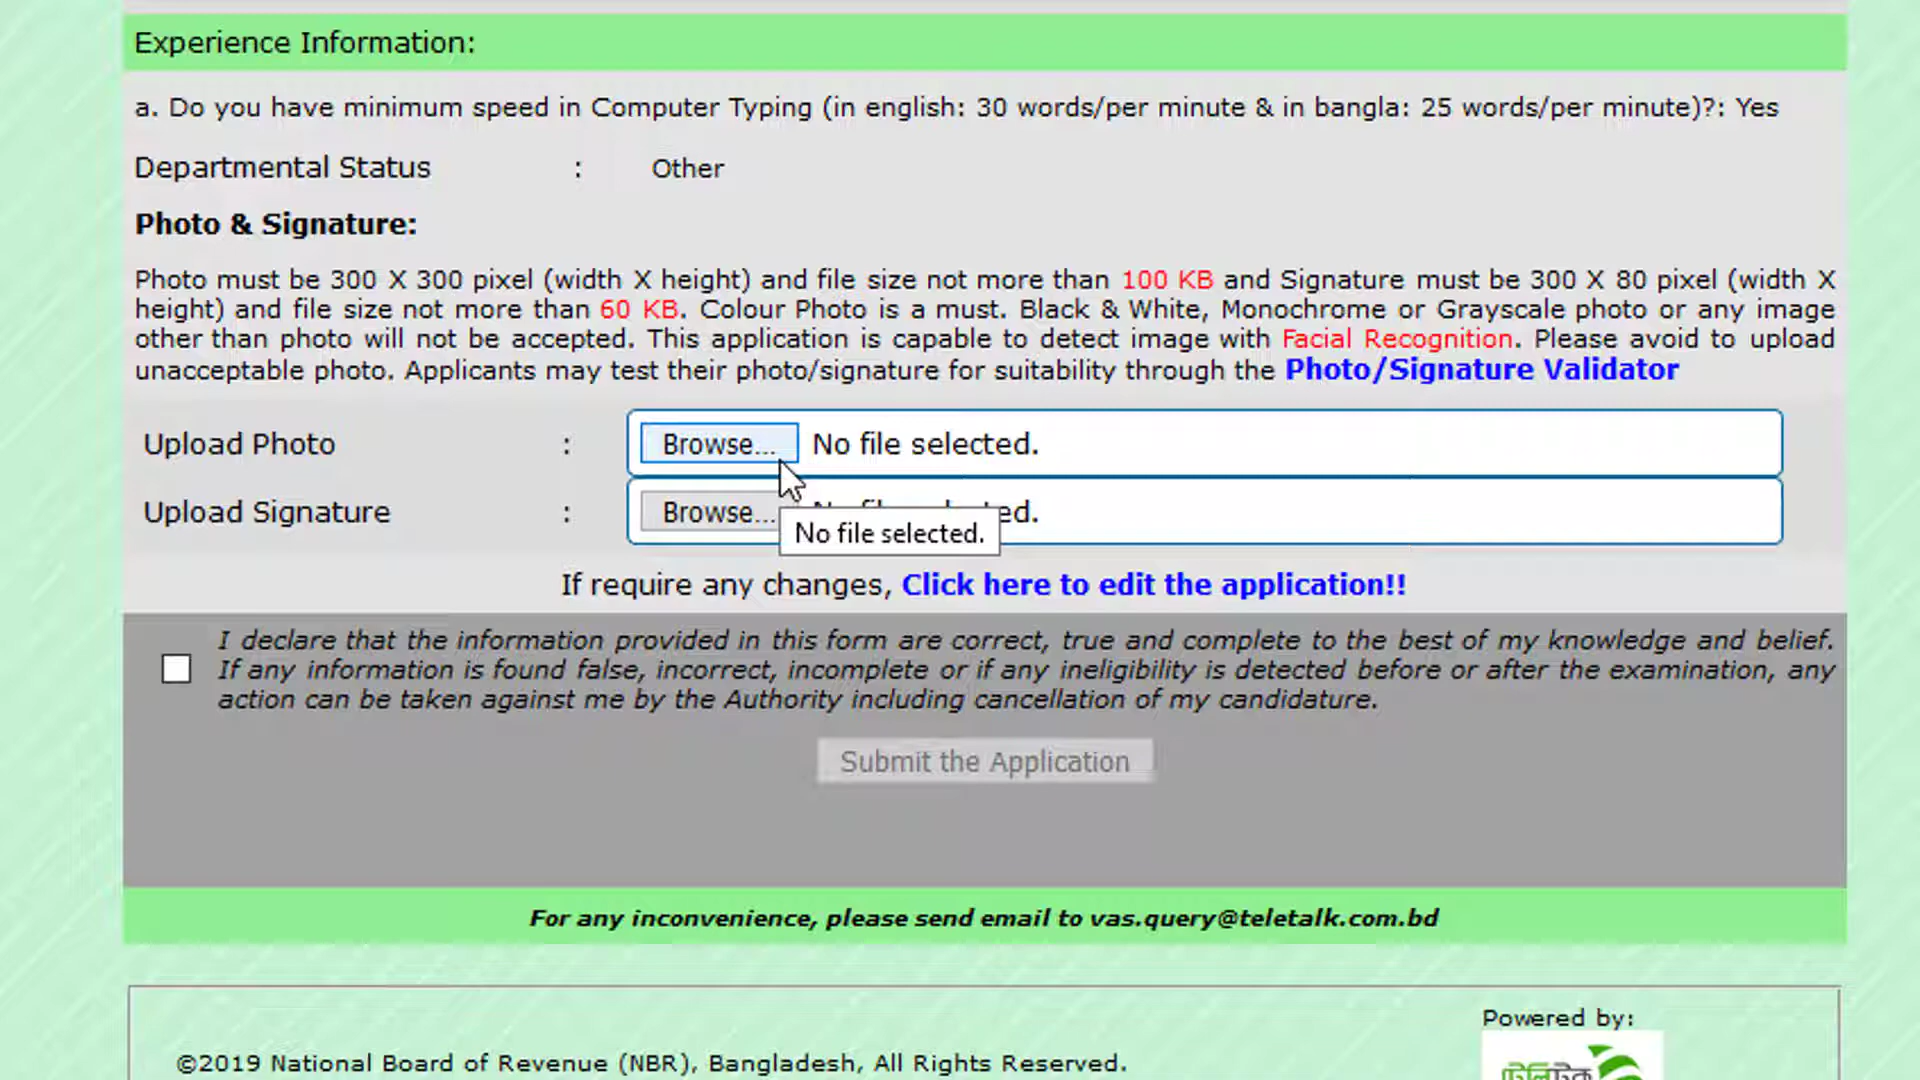 Experience Information:
a. Do you have minimum speed in Computer Typing (in english: 30 words/per minute & in bangla: 25 words/per minute)?: Yes
Departmental Status : Other
Photo & Signature:
Photo must be 300 X 300 pixel (width X height) and file size not more than 100 KB and Signature must be 300 X 80 pixel (width X
height) and file size not more than 60 KB. Colour Photo is a must. Black & White, Monochrome or Grayscale photo or any image
other than photo will not be accepted. This application is capable to detect image with Facial Recognition. Please avoid to upload
unacceptable photo. Applicants may test their photo/signature for suitability through the Photo/Signature Validator
Upload Photo : Browse... No file selected.
Upload Signature : Browse...
No file selected.
If require any changes, Click here to edit the application!!
I declare that the information provided in this form are correct, true and complete to the best of my knowledge and belief.
If any information is found false, incorrect, incomplete or if any ineligibility is detected before or after the examination, any
action can be taken against me by the Authority including cancellation of my candidature.
Submit the Application
For any inconvenience, please send email to vas.query@teletalk.com.bd
Powered by:
©2019 National Board of Revenue (NBR), Bangladesh, All Rights Reserved.